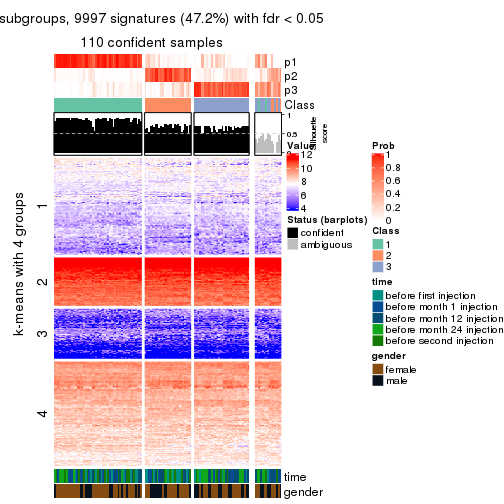 subgroups, 9997 signatures (47.2%) with fdr < 0.05
110 confident samples
p1
p2
p3
Class
1
0.5
0
Silhouette
score
k-means with 4 groups
1
2
3
4
time
gender
Value
12
10
8
6
4
Status (barplots)
confident
ambiguous
Prob
1
0.8
0.6
0.4
0.2
0
Class
1
2
3
time
before first injection
before month 1 injection
before month 12 injection
before month 24 injection
before second injection
gender
female
male